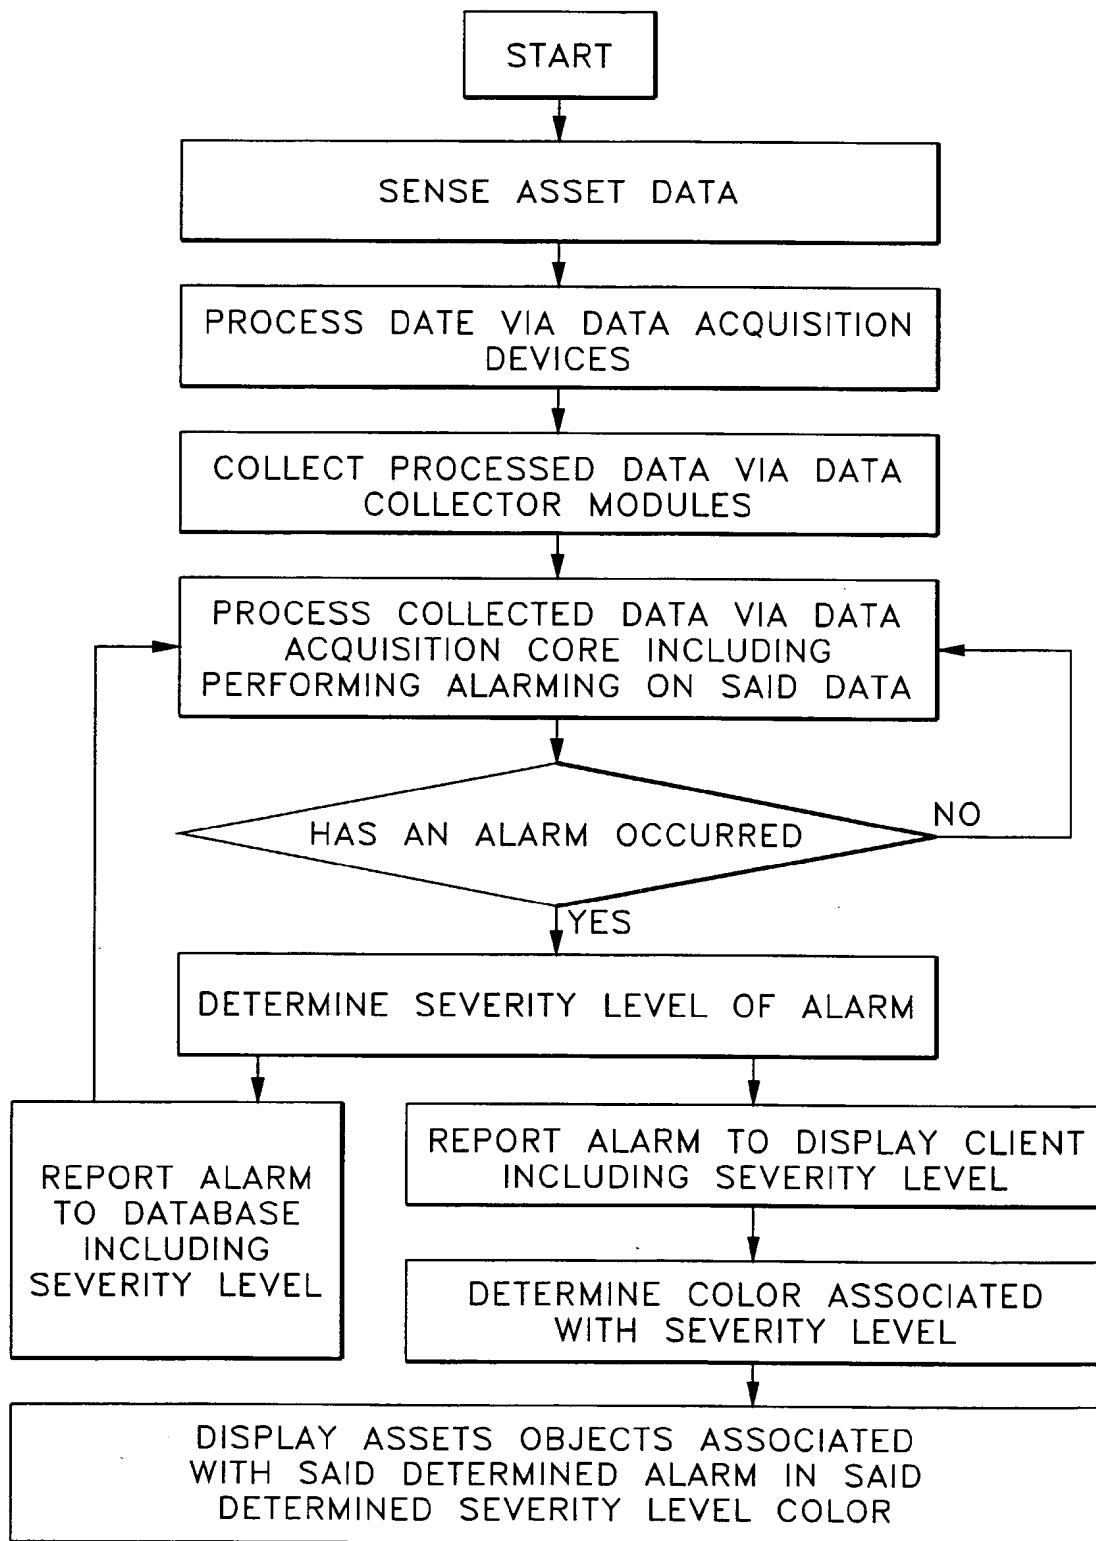 START
SENSE ASSET DATA
PROCESS DATE VIA DATA ACQUISITION
DEVICES
COLLECT PROCESSED DATA VIA DATA
COLLECTOR MODULES
PROCESS COLLECTED DATA VIA DATA
ACQUISITION CORE INCLUDING
PERFORMING ALARMING ON SAID DATA
HAS AN ALARM OCCURRED
NO
YES
DETERMINE SEVERITY LEVEL OF ALARM
REPORT ALARM
TO DATABASE
INCLUDING
SEVERITY LEVEL
REPORT ALARM TO DISPLAY CLIENT
INCLUDING SEVERITY LEVEL
DETERMINE COLOR ASSOCIATED
WITH SEVERITY LEVEL
DISPLAY ASSETS OBJECTS ASSOCIATED
WITH SAID DETERMINED ALARM IN SAID
DETERMINED SEVERITY LEVEL COLOR